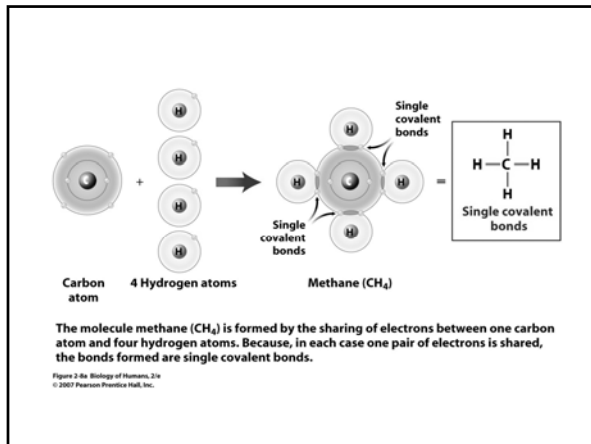 H
H
H
H
C
+
Single
covalent
bonds
H
H
C
H
H
=
Single
covalent
bonds
H
H—C—H
H
Single covalent
bonds
Carbon
atom
4 Hydrogen atoms
Methane (CH₄)
The molecule methane (CH₄) is formed by the sharing of electrons between one carbon
atom and four hydrogen atoms. Because, in each case one pair of electrons is shared,
the bonds formed are single covalent bonds.
Figure 2-8a Biology of Humans, 2/e
© 2007 Pearson Prentice Hall, Inc.